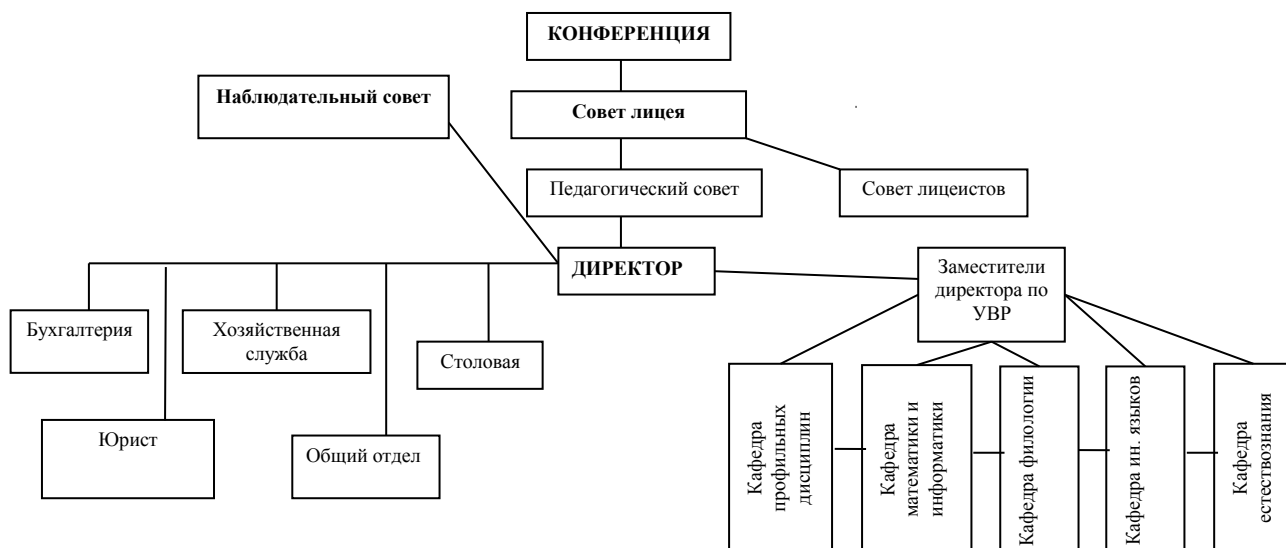 КОНФЕРЕНЦИЯ
Наблюдательный совет
Совет лицея
Педагогический совет
Совет лицеистов
ДИРЕКТОР
Заместители
директора по
УВР
Бухгалтерия
Хозяйственная
служба
Столовая
Юрист
Общий отдел
Кафедра
профильных
дисциплин
Кафедра
математики и
информатики
Кафедра филологии
Кафедра ин. языков
Кафедра
естествознания